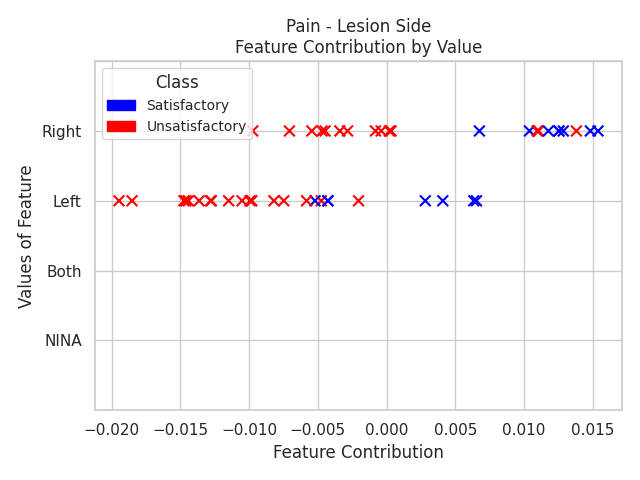 Pain - Lesion Side
Feature Contribution by Value
Class
Satisfactory
Unsatisfactory
Values of Feature
Right
Left
Both
NINA
−0.020 −0.015 −0.010 −0.005 0.000 0.005 0.010 0.015
Feature Contribution